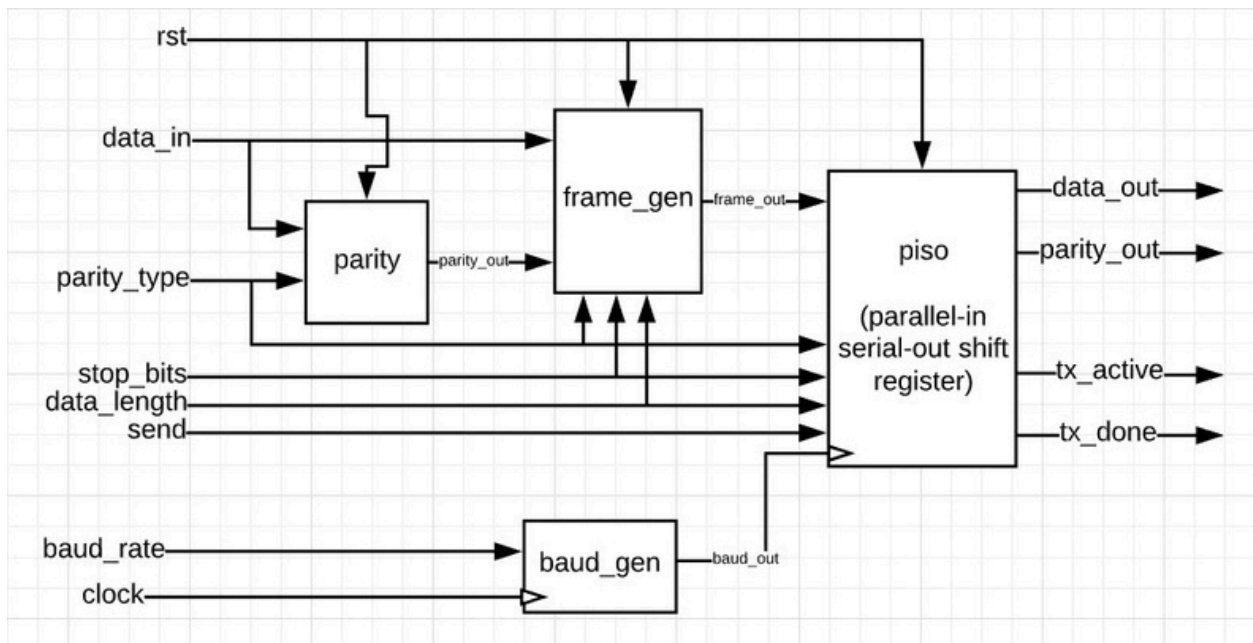 rst
data_in
frame_gen
frame_out
data_out
parity
parity_out
piso
parity_out
parity_type
(parallel-in
serial-out shift
register)
stop_bits
tx_active
data_length
send
tx_done
baud_rate
baud_gen
baud_out
clock